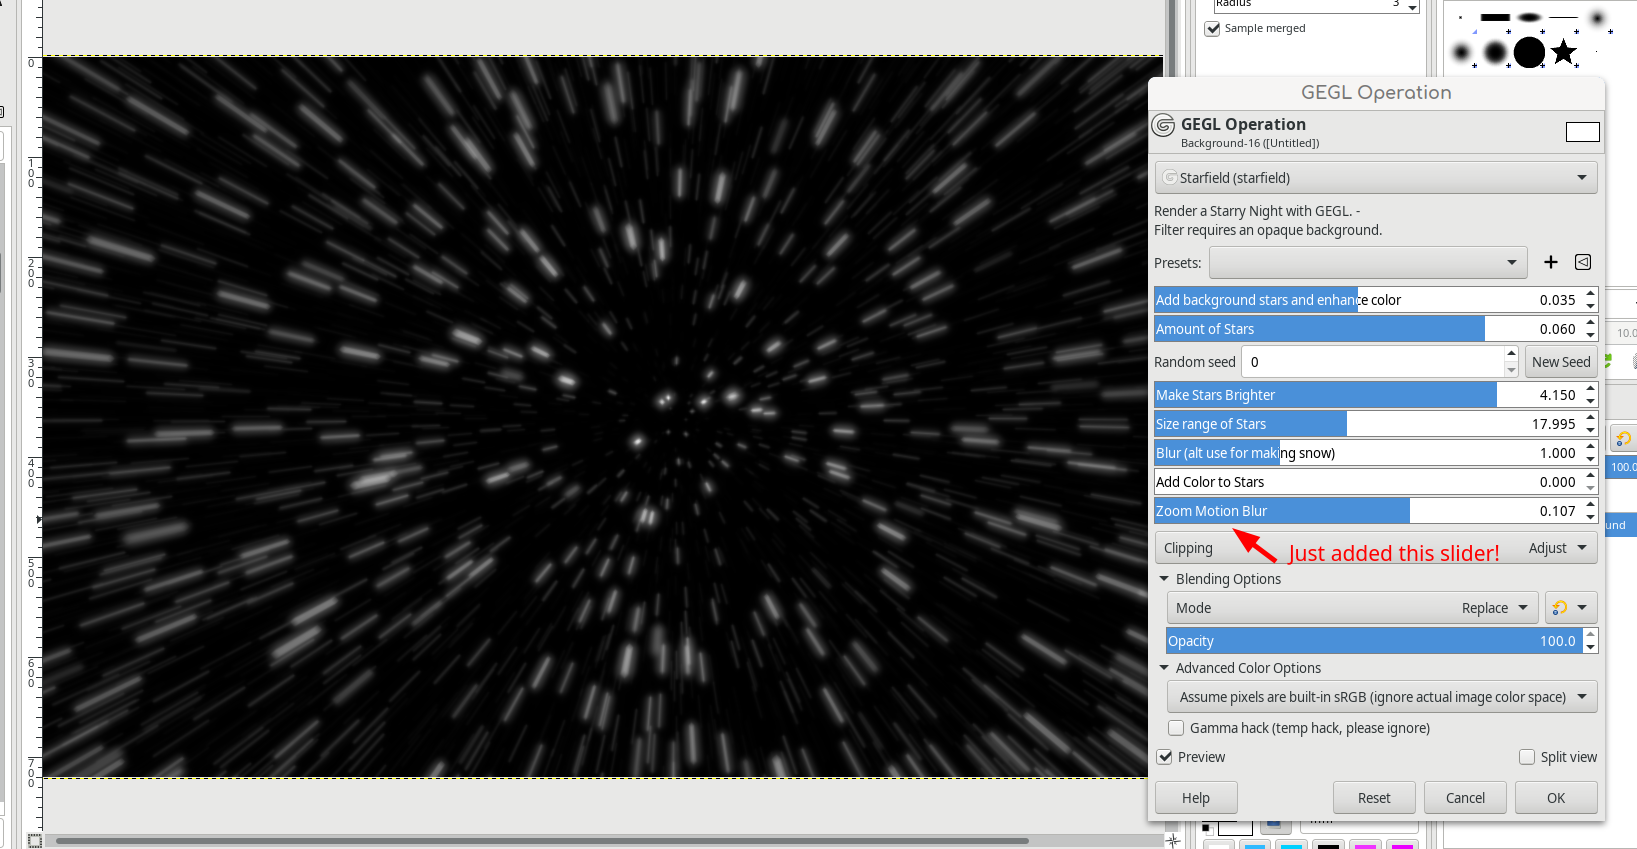 Radius 3
Sample merged
GEGL Operation
GEGL Operation
Background-16 ([Untitled])
Starfield (starfield)
Render a Starry Night with GEGL. -
Filter requires an opaque background.
Presets:
Add background stars and enhance color 0.035
Amount of Stars 0.060
Random seed 0 New Seed
Make Stars Brighter 4.150
Size range of Stars 17.995
Blur (alt use for making snow) 1.000
Add Color to Stars 0.000
Zoom Motion Blur 0.107
Just added this slider!
Clipping Adjust
Blending Options
Mode Replace
Opacity 100.0
Advanced Color Options
Assume pixels are built-in sRGB (ignore actual image color space)
Gamma hack (temp hack, please ignore)
Preview Split view
Help Reset Cancel OK
0
100
200
300
400
500
600
700
10.0
100.0
und